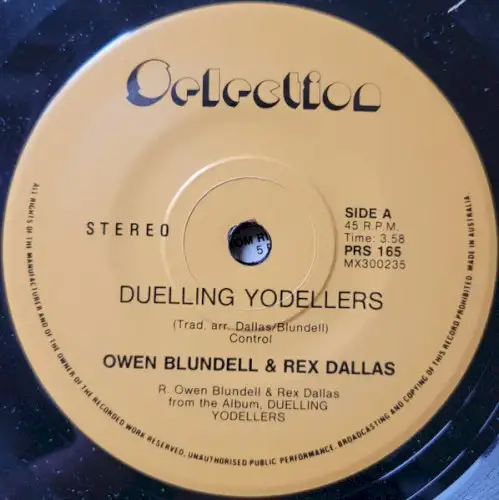 Selection
STEREO
SIDE A
45 R.P.M.
Time: 3.58
PRS 165
MX300235
DUELLING YODELLERS
(Trad. arr. Dallas/Blundell)
Control
OWEN BLUNDELL & REX DALLAS
R. Owen Blundell & Rex Dallas
from the Album, DUELLING
YODELLERS
ALL RIGHTS OF THE MANUFACTURER AND OF THE OWNER OF THE RECORDED WORK RESERVED. UNAUTHORISED PUBLIC PERFORMANCE, BROADCASTING AND COPYING OF THIS RECORD PROHIBITED. MADE IN AUSTRALIA.